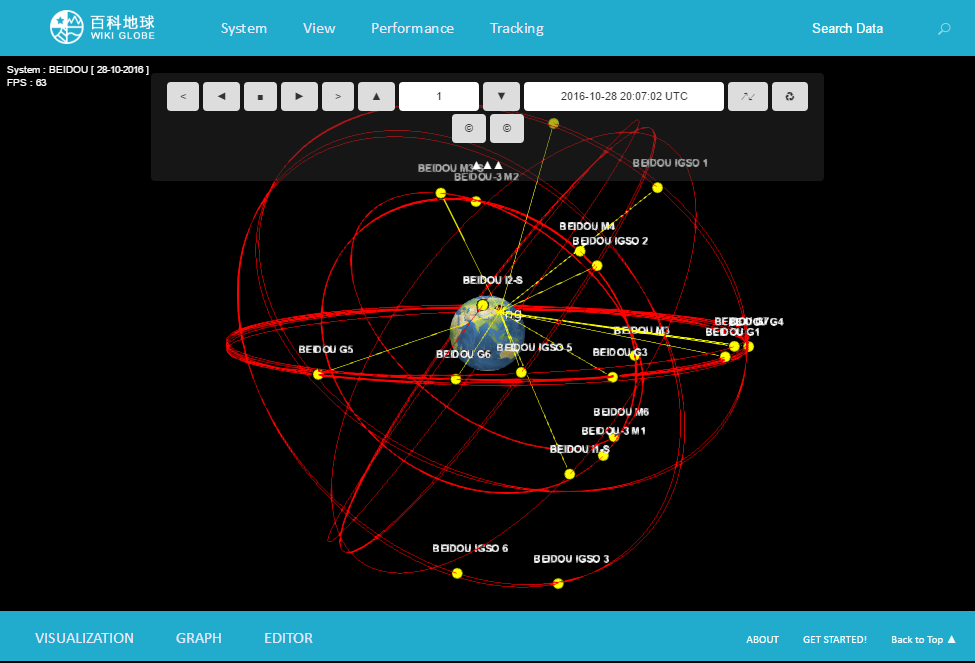 百科地球
WIKI GLOBE
System View Performance Tracking
Search Data
System : BEIDOU [ 28-10-2016 ]
FPS : 63
< ◀ ■ ▶ > ▲ 1 ▼ 2016-10-28 20:07:02 UTC
© ©
▲▲▲
BEIDOU M3-S
BEIDOU-3 M2
BEIDOU IGSO 1
BEIDOU M4
BEIDOU IGSO 2
BEIDOU I2-S
BEIDOU G4
BEIDOU G1
BEIDOU M3
BEIDOU G5
BEIDOU G6
BEIDOU IGSO 5
BEIDOU G3
BEIDOU M6
BEIDOU-3 M1
BEIDOU I1-S
BEIDOU IGSO 6
BEIDOU IGSO 3
VISUALIZATION GRAPH EDITOR
ABOUT GET STARTED! Back to Top ▲